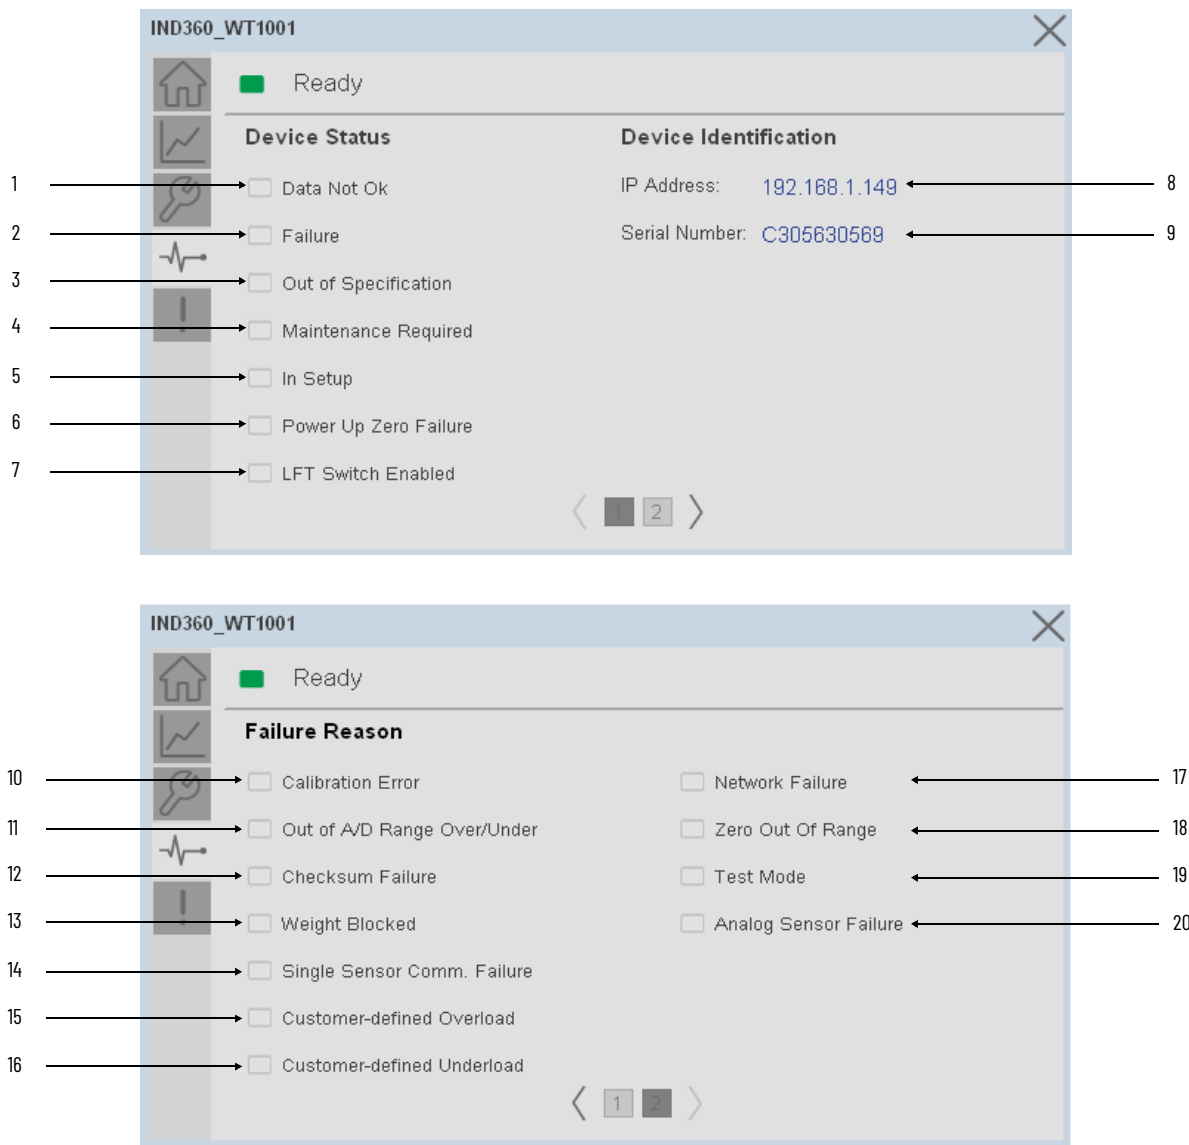 IND360_WT1001
Ready
Device Status
Device Identification
1
Data Not Ok
IP Address: 192.168.1.149
8
2
Failure
Serial Number: C305630569
9
3
Out of Specification
4
Maintenance Required
5
In Setup
6
Power Up Zero Failure
7
LFT Switch Enabled
1 2
IND360_WT1001
Ready
Failure Reason
10
Calibration Error
Network Failure
17
11
Out of A/D Range Over/Under
Zero Out Of Range
18
12
Checksum Failure
Test Mode
19
13
Weight Blocked
Analog Sensor Failure
20
14
Single Sensor Comm. Failure
15
Customer-defined Overload
16
Customer-defined Underload
1 2